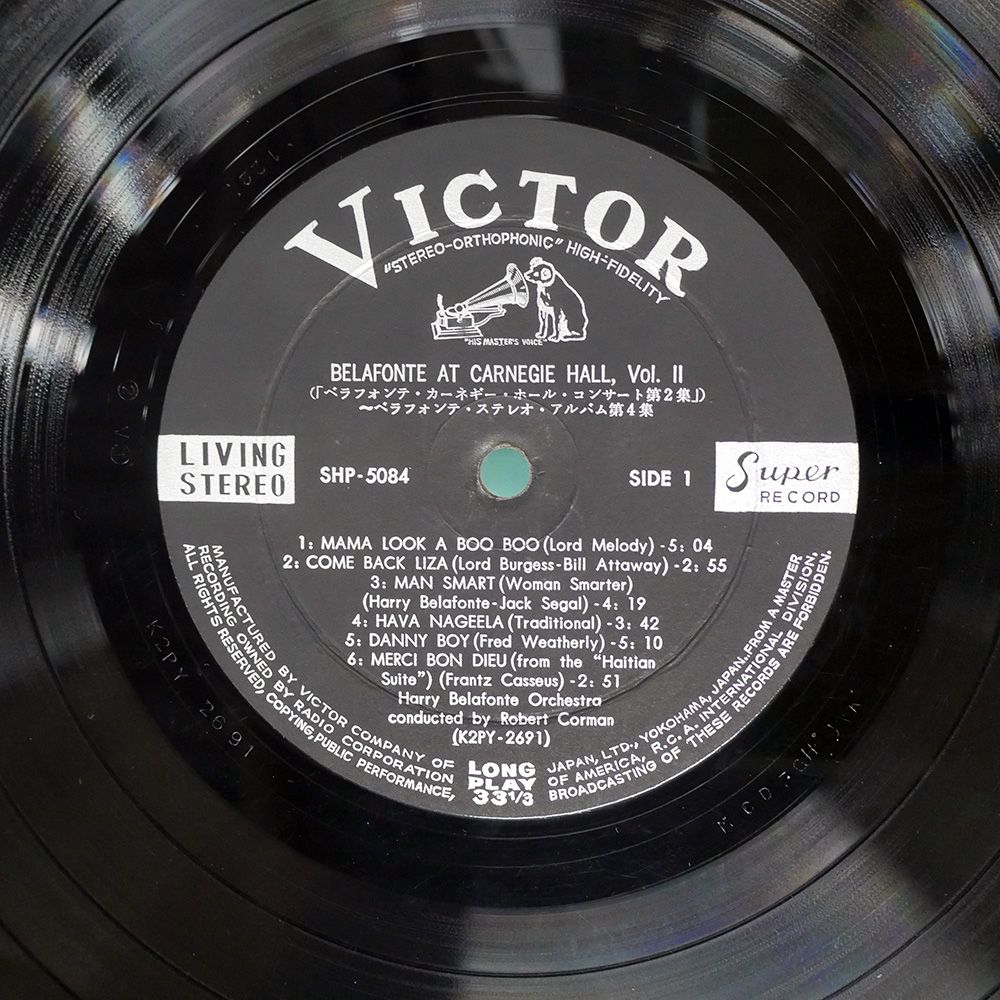 VICTOR
"STEREO-ORTHOPHONIC" HIGH-FIDELITY
"HIS MASTER'S VOICE"
BELAFONTE AT CARNEGIE HALL, Vol. II
(「ベラフォンテ・カーネギー・ホール・コンサート第2集」)
〜ベラフォンテ・ステレオ・アルバム第4集
LIVING
STEREO
SHP-5084
SIDE 1
Super
RECORD
1: MAMA LOOK A BOO BOO (Lord Melody) -5: 04
2: COME BACK LIZA (Lord Burgess-Bill Attaway) -2: 55
3: MAN SMART (Woman Smarter)
(Harry Belafonte-Jack Segal) -4: 19
4: HAVA NAGEELA (Traditional) -3: 42
5: DANNY BOY (Fred Weatherly) -5: 10
6: MERCI BON DIEU (from the "Haitian
Suite") (Frantz Casseus) -2: 51
Harry Belafonte Orchestra
conducted by Robert Corman
(K2PY-2691)
MANUFACTURED BY VICTOR COMPANY OF JAPAN, LTD., YOKOHAMA, JAPAN..FROM A MASTER
RECORDING OWNED BY RADIO CORPORATION OF AMERICA, R.C.A. INTERNATIONAL DIVISION.
ALL RIGHTS RESERVED, COPYING, PUBLIC PERFORMANCE, BROADCASTING OF THESE RECORDS ARE FORBIDDEN.
LONG
PLAY
33 1/3
K2PY 2691